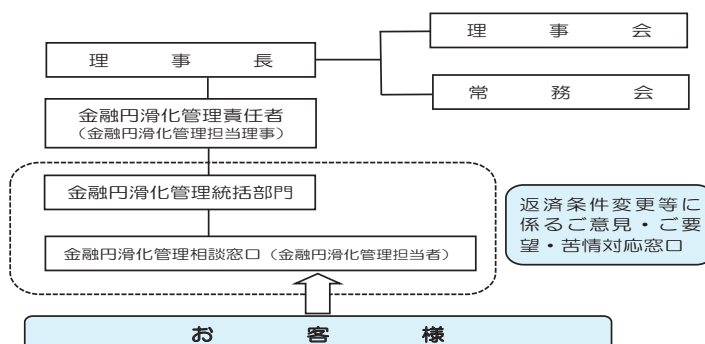 理事会
理事長
常務会
金融円滑化管理責任者
（金融円滑化管理担当理事）
金融円滑化管理統括部門
返済条件変更等に
係るご意見・ご要
望・苦情対応窓口
金融円滑化管理相談窓口（金融円滑化管理担当者）
お客様